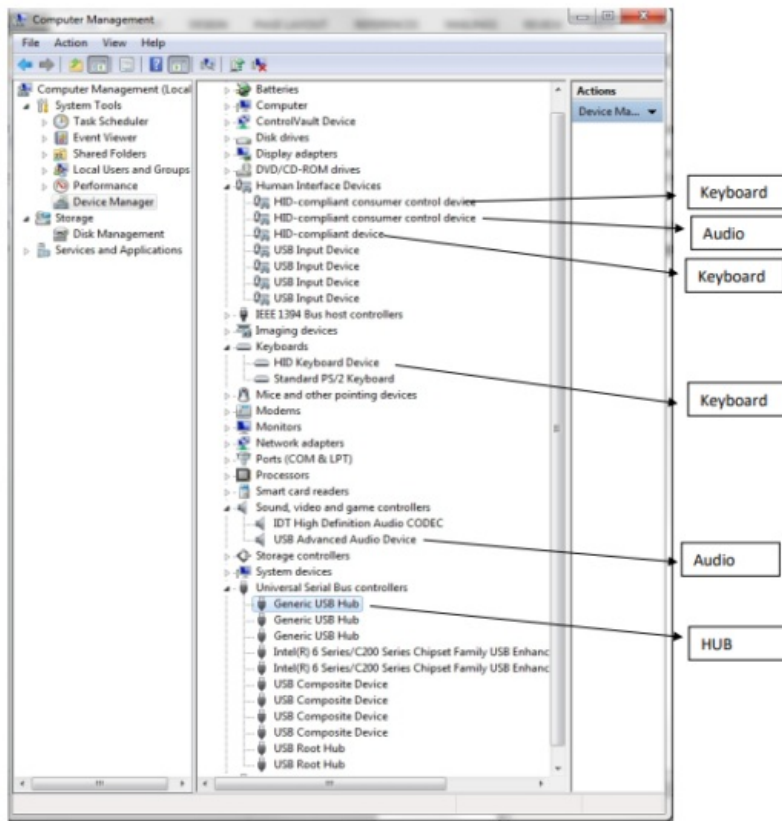 Computer Management
File Action View Help
Computer Management (Local
System Tools
Task Scheduler
Event Viewer
Shared Folders
Local Users and Groups
Performance
Device Manager
Storage
Disk Management
Services and Applications
Batteries
Computer
ControlVault Device
Disk drives
Display adapters
DVD/CD-ROM drives
Human Interface Devices
HID-compliant consumer control device
HID-compliant consumer control device
HID-compliant device
USB Input Device
USB Input Device
USB Input Device
USB Input Device
IEEE 1394 Bus host controllers
Imaging devices
Keyboards
HID Keyboard Device
Standard PS/2 Keyboard
Mice and other pointing devices
Modems
Monitors
Network adapters
Ports (COM & LPT)
Processors
Smart card readers
Sound, video and game controllers
IDT High Definition Audio CODEC
USB Advanced Audio Device
Storage controllers
System devices
Universal Serial Bus controllers
Generic USB Hub
Generic USB Hub
Generic USB Hub
Intel(R) 6 Series/C200 Series Chipset Family USB Enhanc
Intel(R) 6 Series/C200 Series Chipset Family USB Enhanc
USB Composite Device
USB Composite Device
USB Composite Device
USB Composite Device
USB Root Hub
USB Root Hub
Actions
Device Ma...
Keyboard
Audio
Keyboard
Keyboard
Audio
HUB